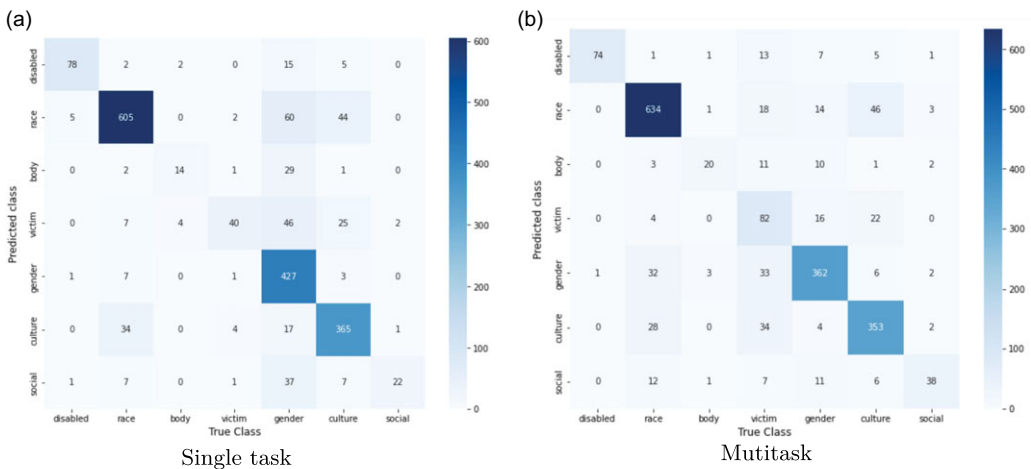 (a)
disabled 78 2 2 0 15 5 0
race 5 605 0 2 60 44 0
body 0 2 14 1 29 1 0
victim 0 7 4 40 46 25 2
gender 1 7 0 1 427 3 0
culture 0 34 0 4 17 365 1
social 1 7 0 1 37 7 22
disabled race body victim gender culture social
Predicted class
True Class
600
500
400
300
200
100
0
Single task
(b)
disabled 74 1 1 13 7 5 1
race 0 634 1 18 14 46 3
body 0 3 20 11 10 1 2
victim 0 4 0 82 16 22 0
gender 1 32 3 33 362 6 2
culture 0 28 0 34 4 353 2
social 0 12 1 7 11 6 38
disabled race body victim gender culture social
Predicted class
True Class
600
500
400
300
200
100
0
Mutitask